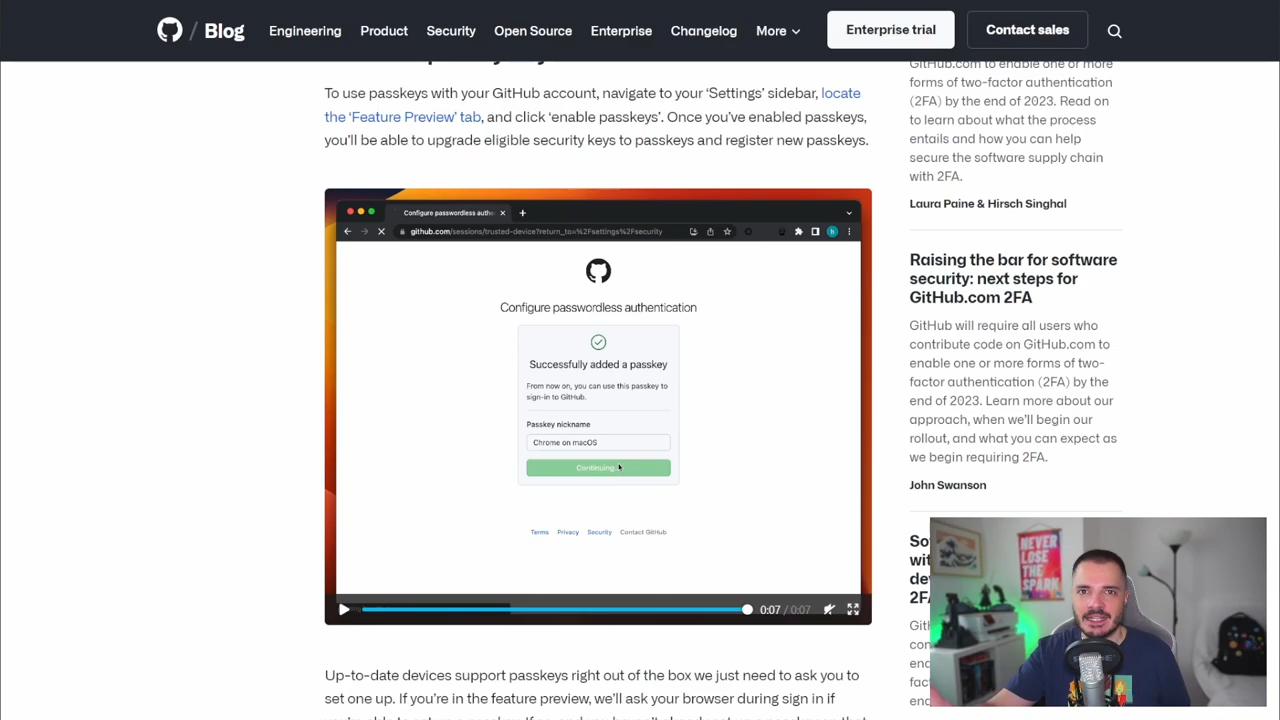 Blog
Engineering Product Security Open Source Enterprise Changelog More
Enterprise trial
Contact sales
To use passkeys with your GitHub account, navigate to your ‘Settings’ sidebar, locate
the ‘Feature Preview’ tab, and click ‘enable passkeys’. Once you’ve enabled passkeys,
you’ll be able to upgrade eligible security keys to passkeys and register new passkeys.
Configure passwordless authe
github.com/sessions/trusted-device?return_to=%2Fsettings%2Fsecurity
Configure passwordless authentication
Successfully added a passkey
From now on, you can use this passkey to
sign-in to GitHub.
Passkey nickname
Chrome on macOS
Continuing
Terms Privacy Security Contact GitHub
0:07 / 0:07
Up-to-date devices support passkeys right out of the box we just need to ask you to
set one up. If you’re in the feature preview, we’ll ask your browser during sign in if
GitHub.com to enable one or more
forms of two-factor authentication
(2FA) by the end of 2023. Read on
to learn about what the process
entails and how you can help
secure the software supply chain
with 2FA.
Laura Paine & Hirsch Singhal
Raising the bar for software
security: next steps for
GitHub.com 2FA
GitHub will require all users who
contribute code on GitHub.com to
enable one or more forms of two-
factor authentication (2FA) by the
end of 2023. Learn more about our
approach, when we’ll begin our
rollout, and what you can expect as
we begin requiring 2FA.
John Swanson
2FA
NEVER
LOSE
THE
SPARK